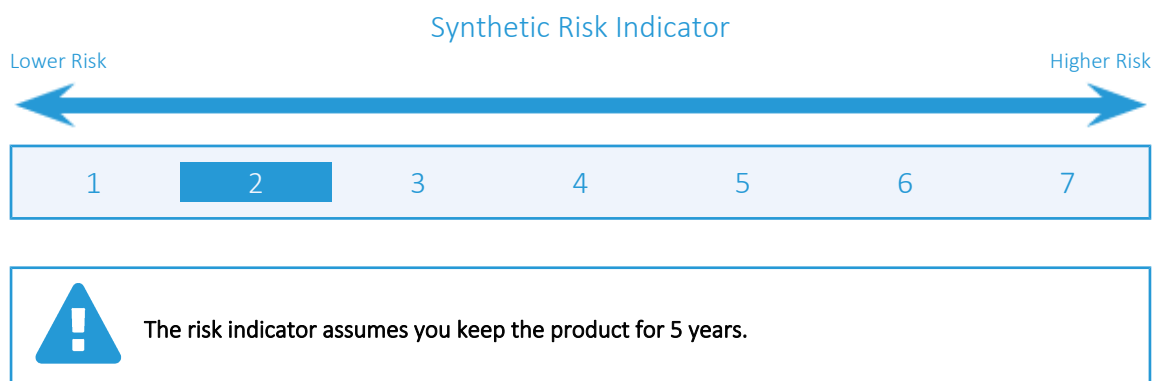 Synthetic Risk Indicator
Lower Risk Higher Risk
1 2 3 4 5 6 7
The risk indicator assumes you keep the product for 5 years.